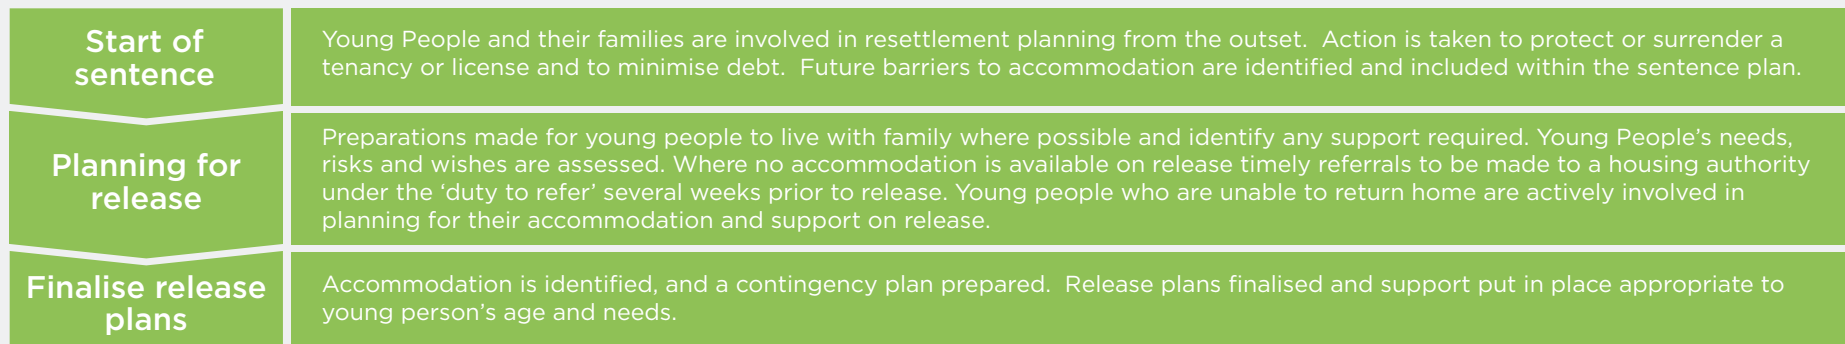 Start of
sentence
Young People and their families are involved in resettlement planning from the outset.  Action is taken to protect or surrender a
tenancy or license and to minimise debt.  Future barriers to accommodation are identified and included within the sentence plan.
Planning for
release
Preparations made for young people to live with family where possible and identify any support required. Young People’s needs,
risks and wishes are assessed. Where no accommodation is available on release timely referrals to be made to a housing authority
under the ‘duty to refer’ several weeks prior to release. Young people who are unable to return home are actively involved in
planning for their accommodation and support on release.
Finalise release
plans
Accommodation is identified, and a contingency plan prepared.  Release plans finalised and support put in place appropriate to
young person’s age and needs.